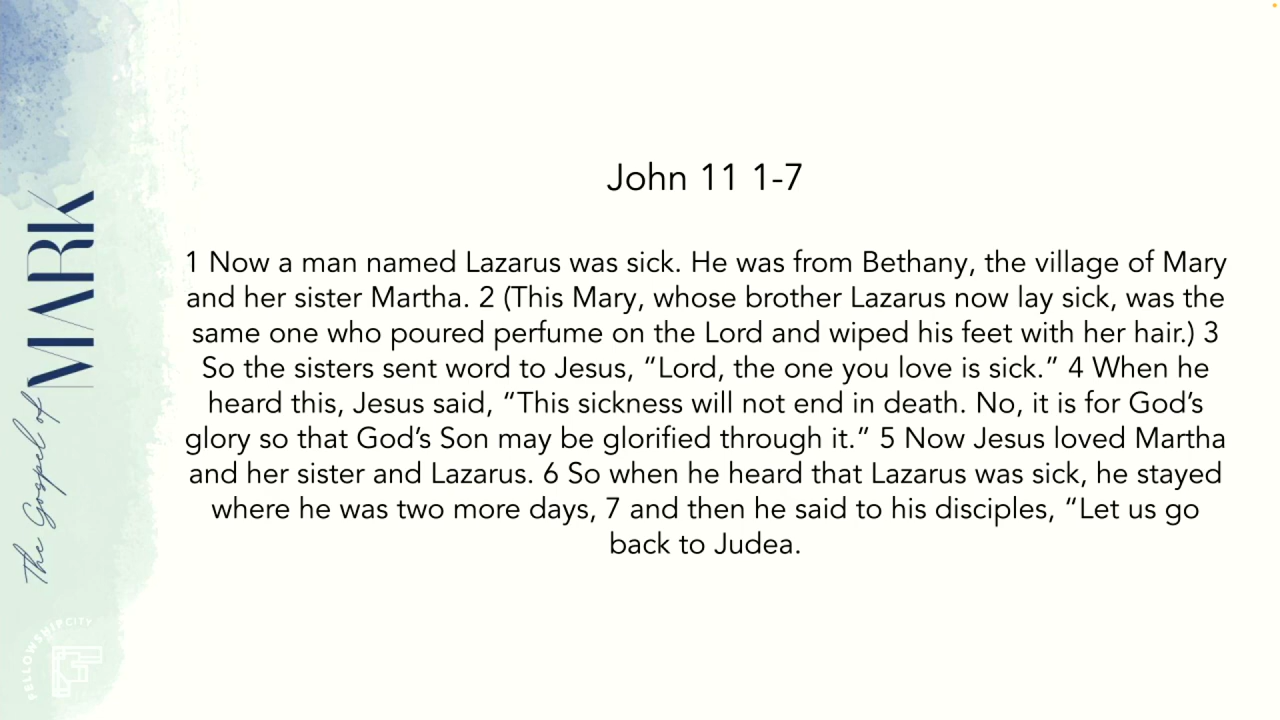 John 11 1-7
1 Now a man named Lazarus was sick. He was from Bethany, the village of Mary
and her sister Martha. 2 (This Mary, whose brother Lazarus now lay sick, was the
same one who poured perfume on the Lord and wiped his feet with her hair.) 3
So the sisters sent word to Jesus, “Lord, the one you love is sick.” 4 When he
heard this, Jesus said, “This sickness will not end in death. No, it is for God’s
glory so that God’s Son may be glorified through it.” 5 Now Jesus loved Martha
and her sister and Lazarus. 6 So when he heard that Lazarus was sick, he stayed
where he was two more days, 7 and then he said to his disciples, “Let us go
back to Judea.
The Gospel of
MARK
FELLOWSHIPCITY